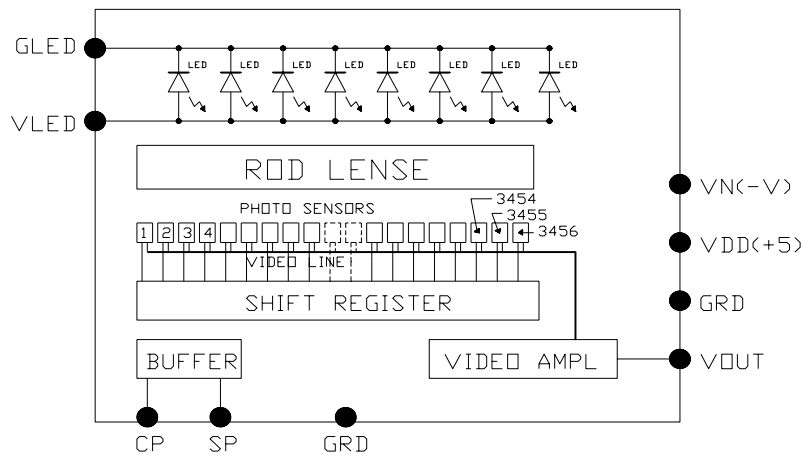 GLED
LED LED LED LED LED LED LED LED
VLED
ROD LENSE
VN(-V)
PHOTO SENSORS
3454
3455
3456
1 2 3 4
VDD(+5)
VIDEO LINE
SHIFT REGISTER
GRD
BUFFER
VIDEO AMPL
VOUT
CP SP GRD